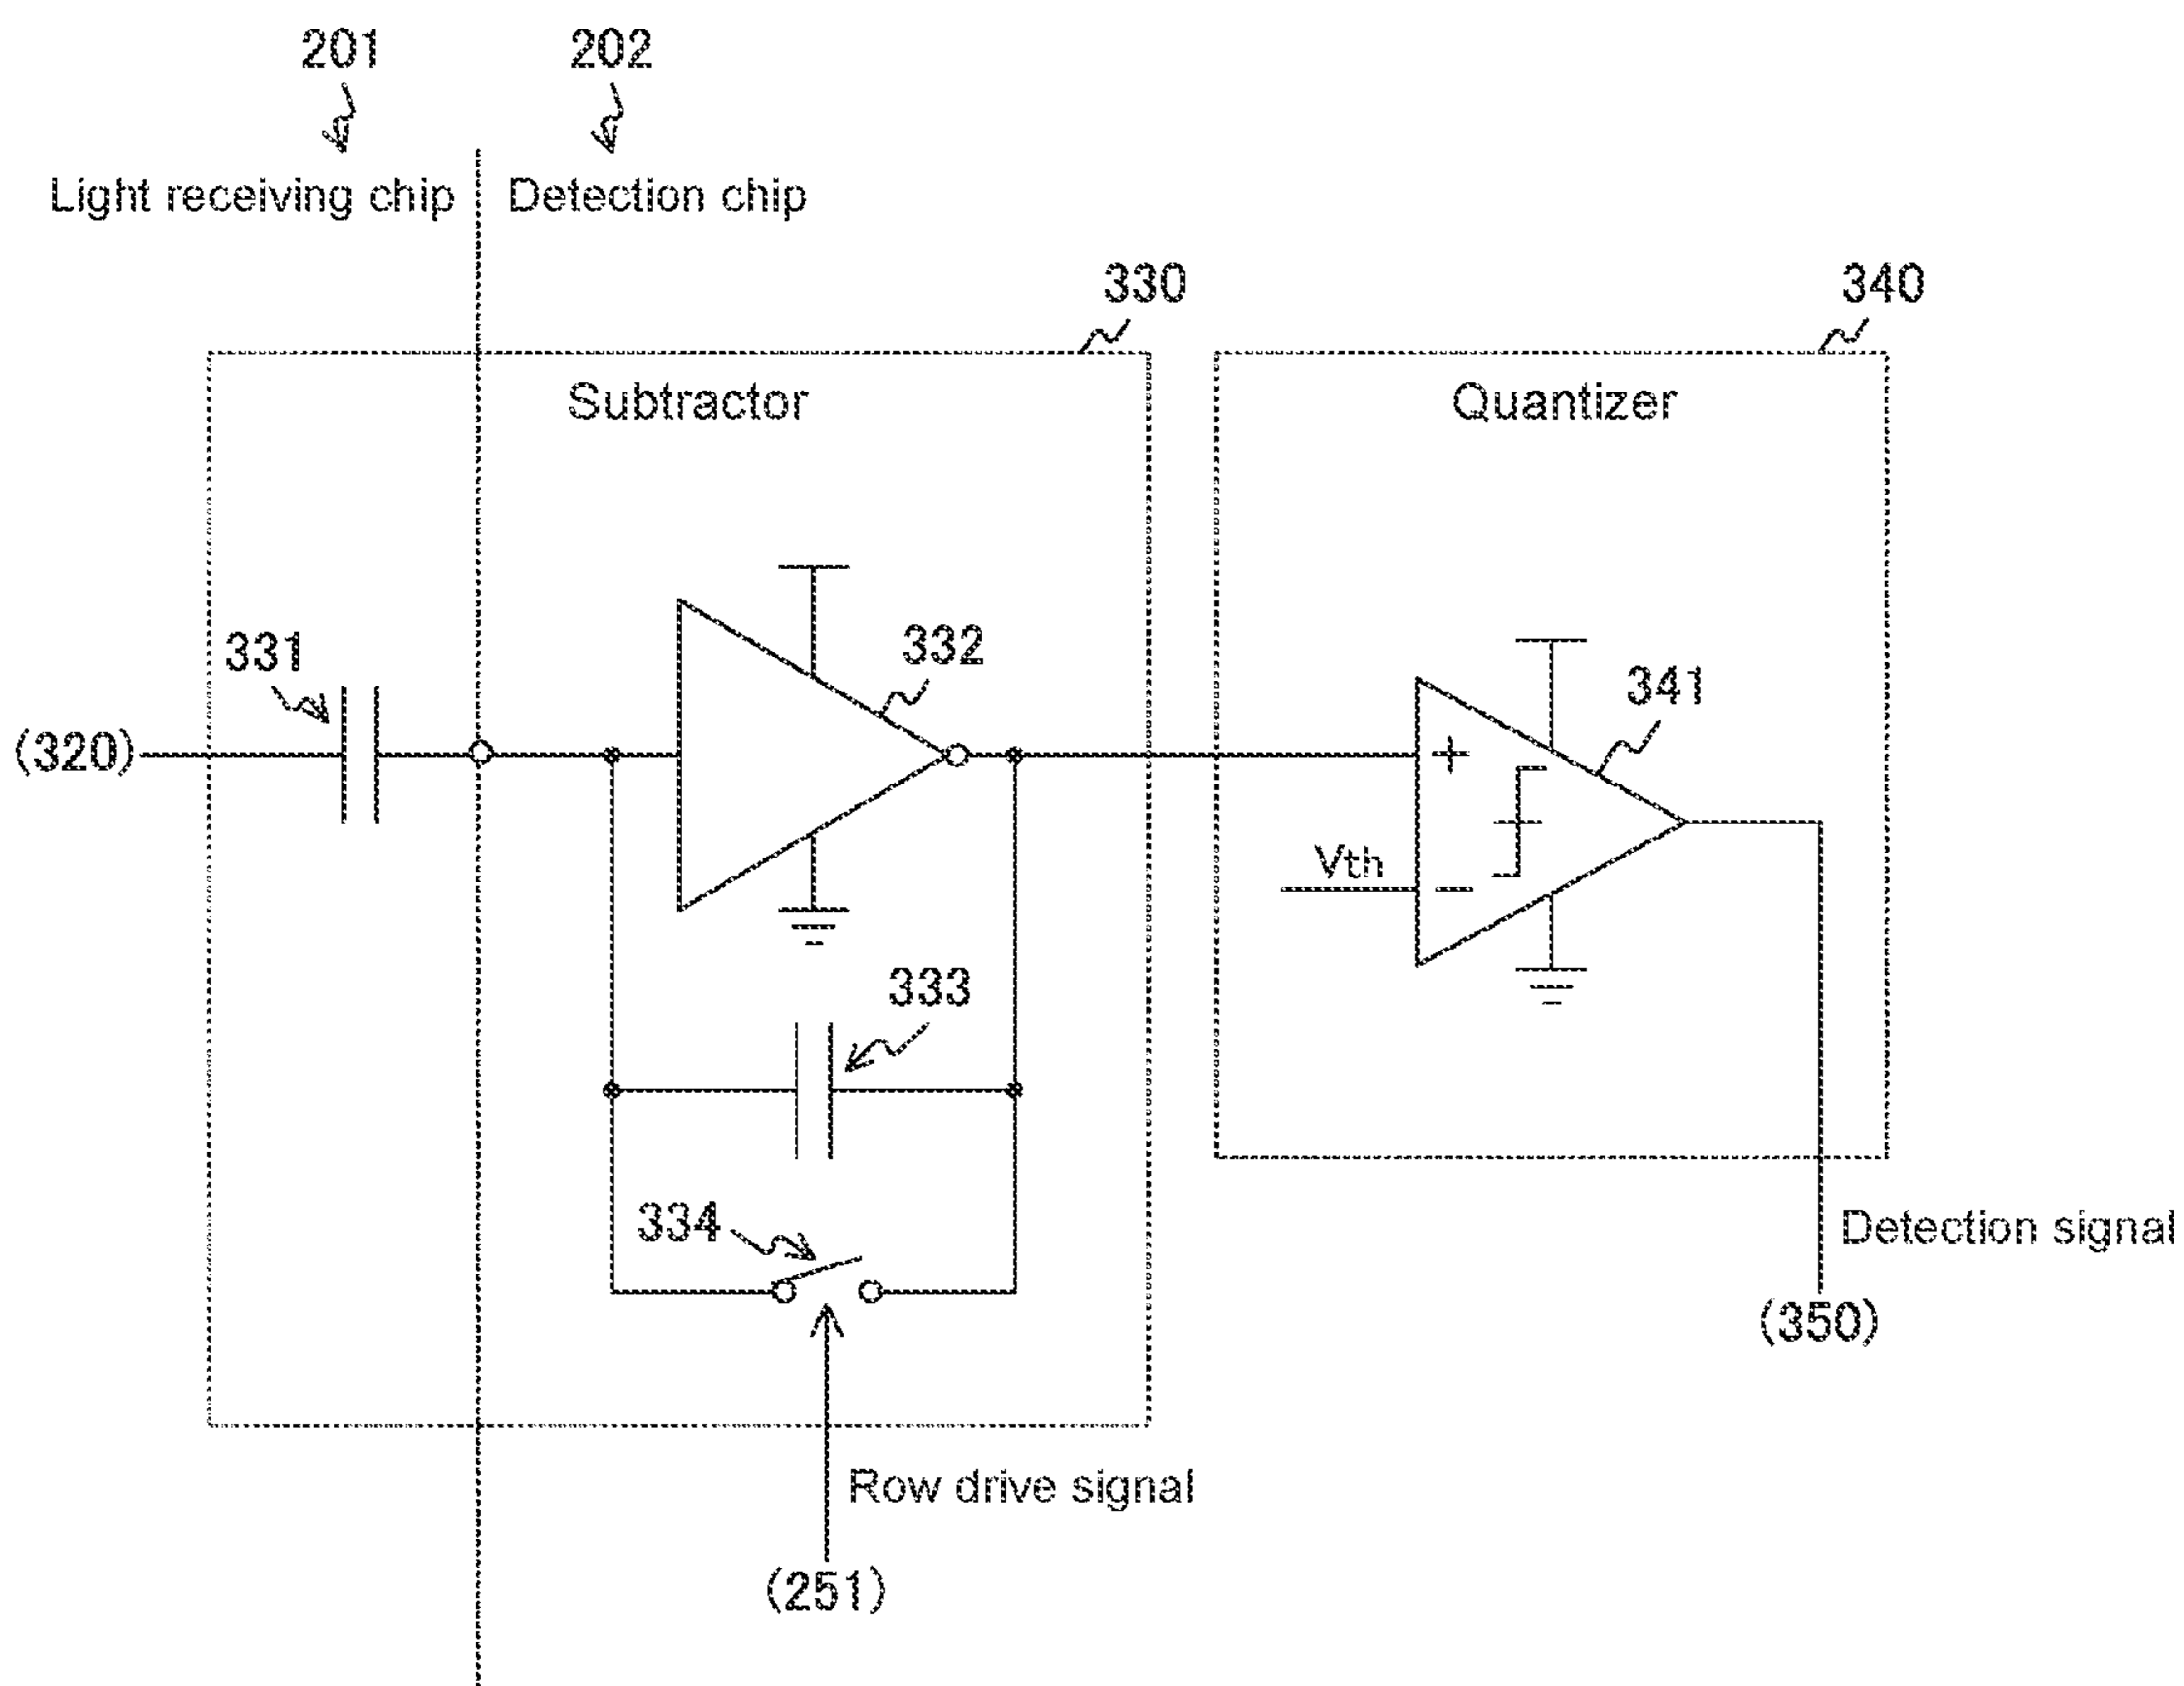 201
202
Light receiving chip
Detection chip
330
340
Subtractor
Quantizer
331
332
341
(320)
+
Vth
−
333
334
Detection signal
(350)
Row drive signal
(251)